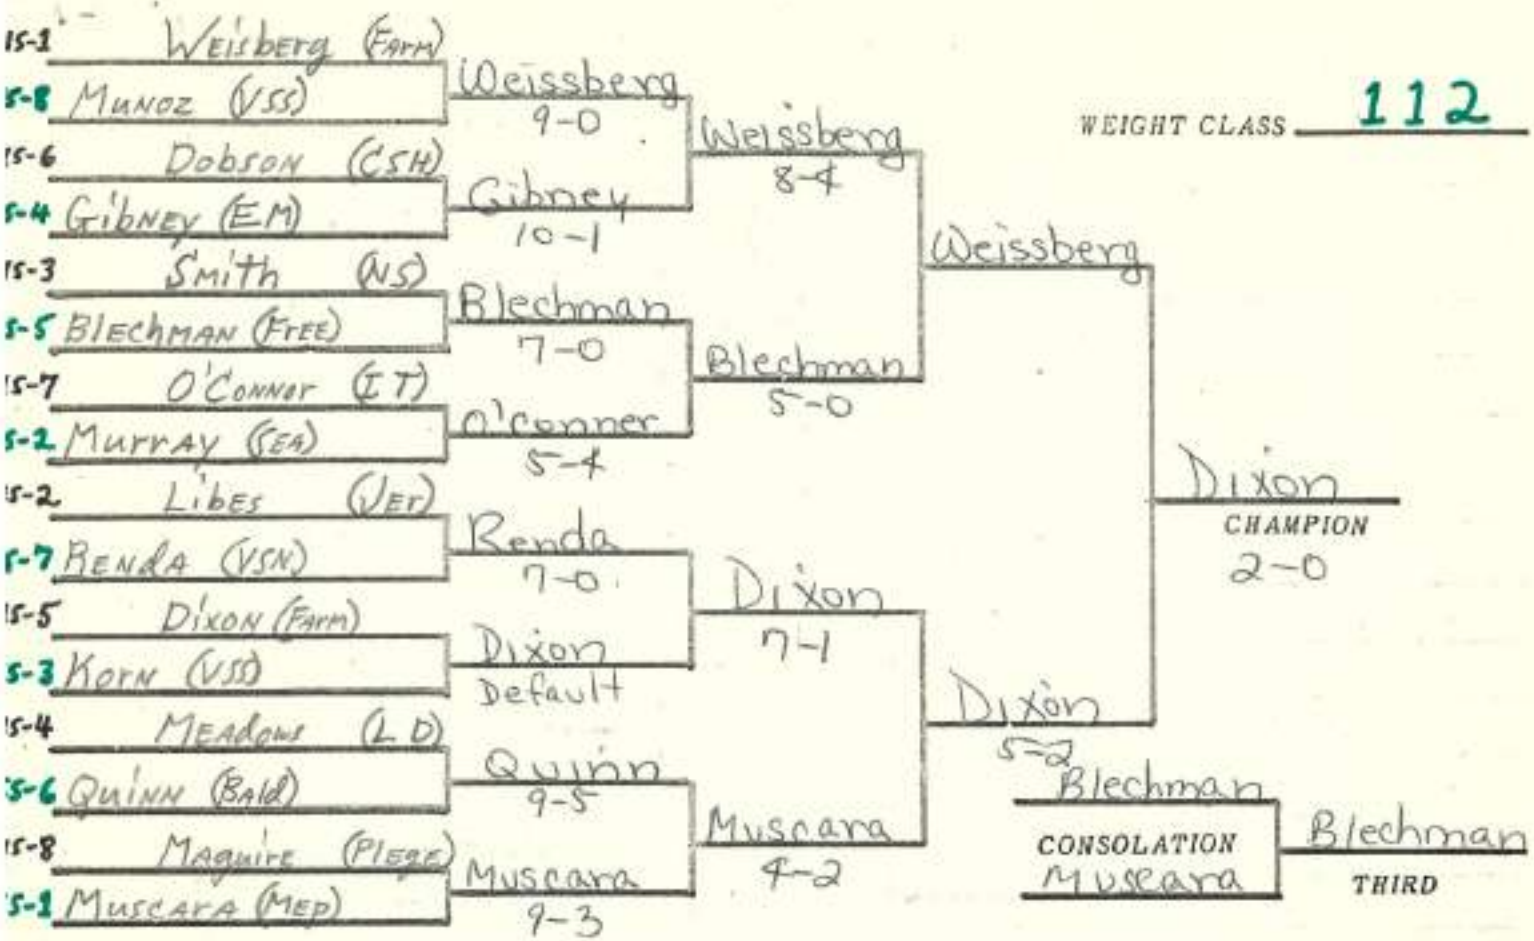 15-1 Weisberg (Farm)
Weissberg
5-8 Munoz (VSS)
9-0
WEIGHT CLASS 112
Weissberg
15-6 Dobson (CSH)
8-4
Gibney
5-4 Gibney (EM)
10-1
Weissberg
15-3 Smith (NS)
Blechman
5-5 Blechman (Free)
7-0
Blechman
15-7 O'Connor (IT)
5-0
O'conner
5-2 Murray (SEA)
5-4
15-2 Libes (Jer)
Dixon
CHAMPION
2-0
Renda
5-7 Renda (VSN)
7-0
Dixon
15-5 Dixon (Farm)
7-1
Dixon
5-3 Korn (VSS)
Default
Dixon
5-2
15-4 Meadows (LD)
Quinn
5-6 Quinn (Bald)
9-5
Blechman
Muscara
15-8 Maguire (Plege)
4-2
CONSOLATION
Blechman
Muscara
THIRD
Muscara
5-1 Muscara (Mep)
9-3